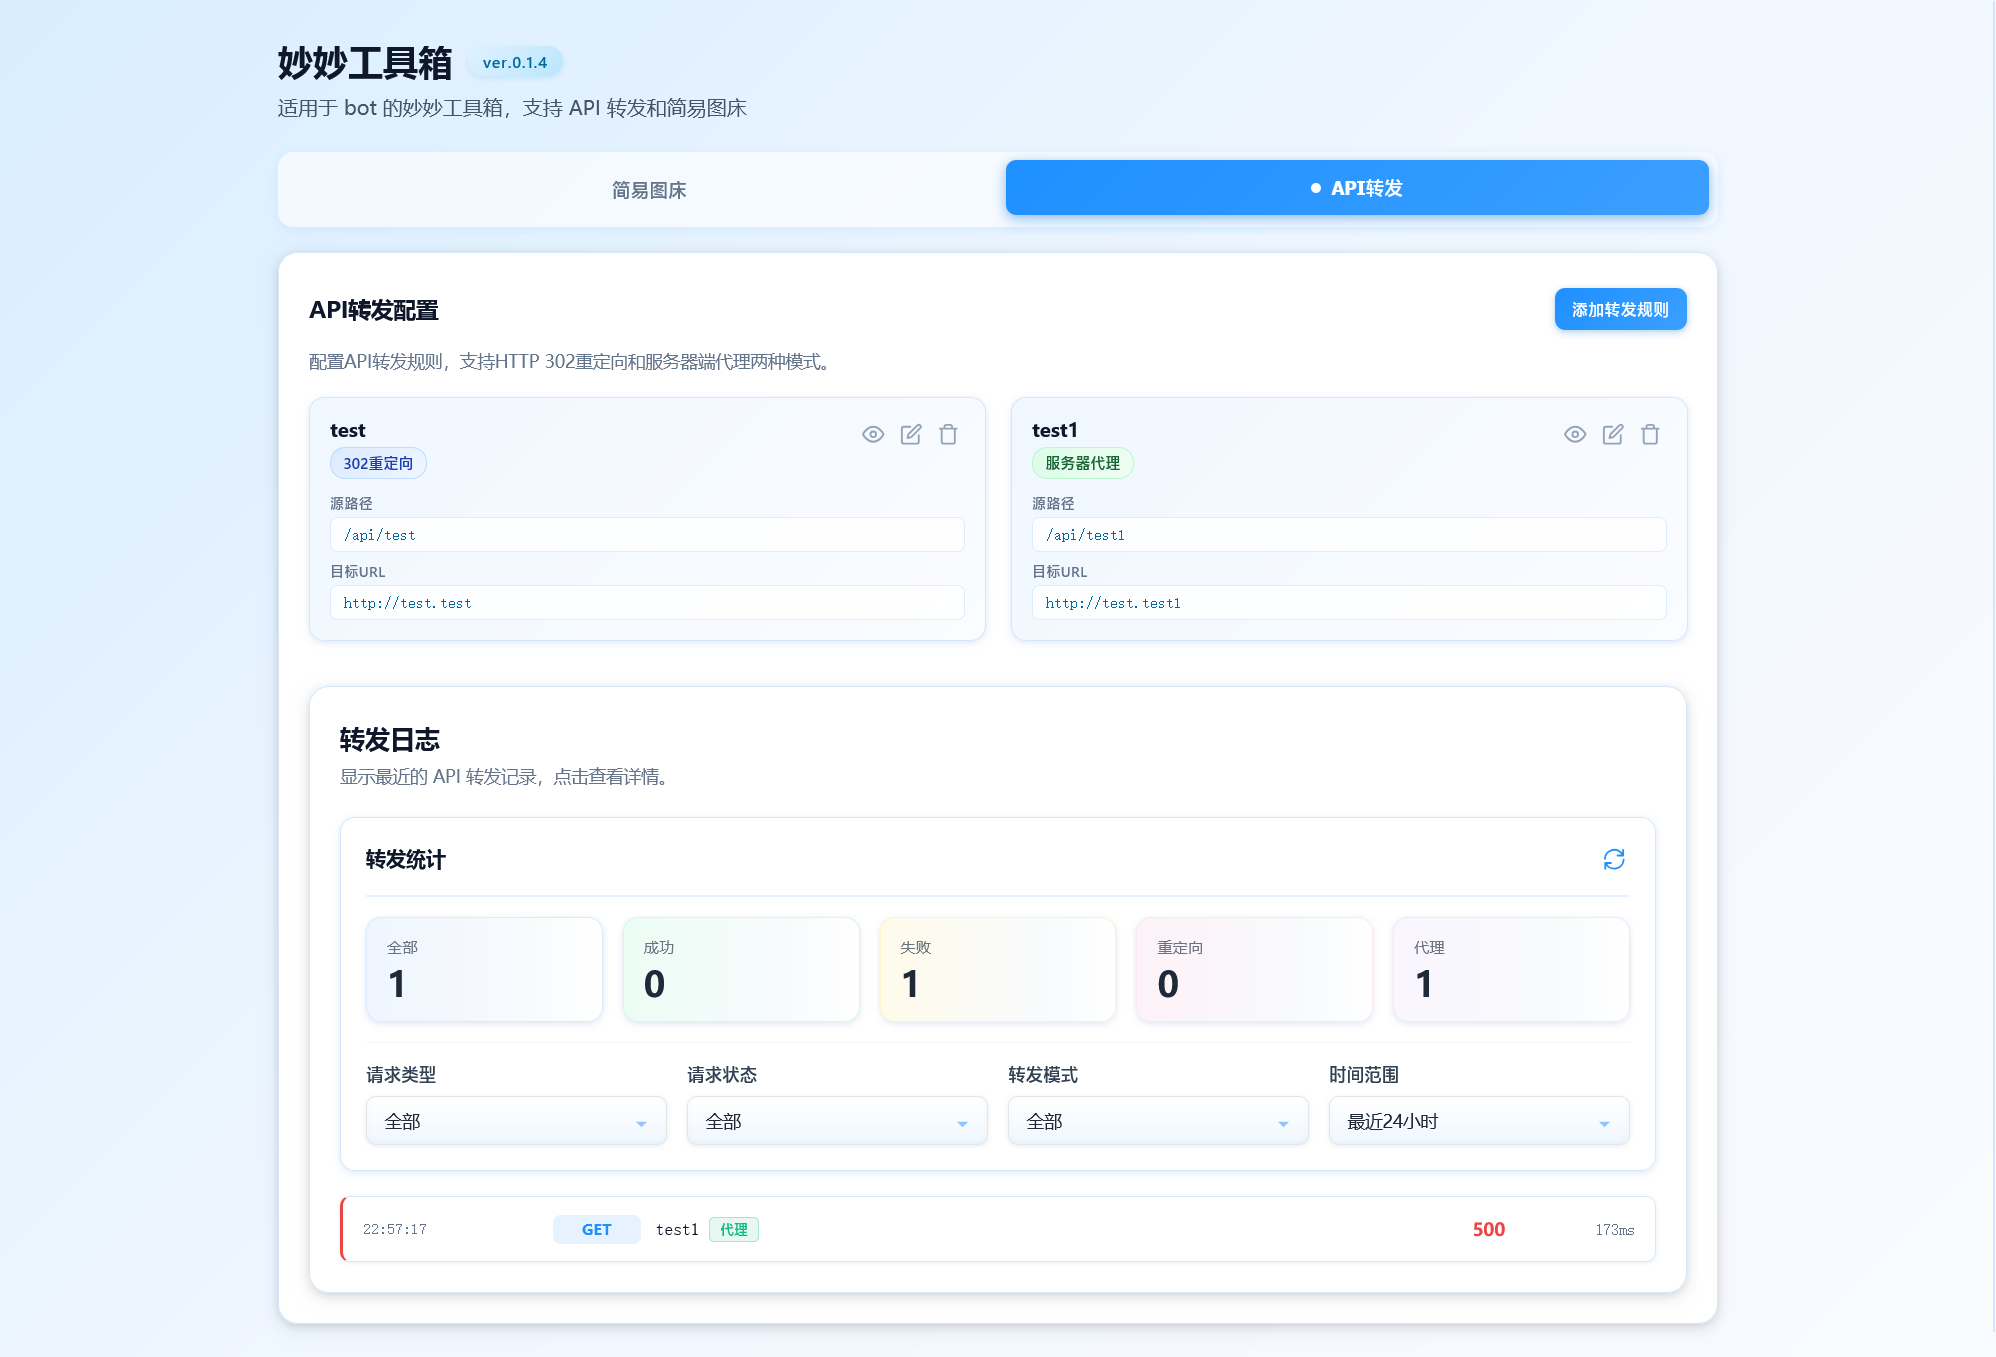 妙妙工具箱 ver.0.1.4
适用于 bot 的妙妙工具箱，支持 API 转发和简易图床
简易图床
API转发
API转发配置
添加转发规则
配置API转发规则，支持HTTP 302重定向和服务器端代理两种模式。
test
302重定向
源路径
/api/test
目标URL
http://test.test
test1
服务器代理
源路径
/api/test1
目标URL
http://test.test1
转发日志
显示最近的 API 转发记录，点击查看详情。
转发统计
全部
1
成功
0
失败
1
重定向
0
代理
1
请求类型
全部
请求状态
全部
转发模式
全部
时间范围
最近24小时
22:57:17 GET test1 代理 500 173ms